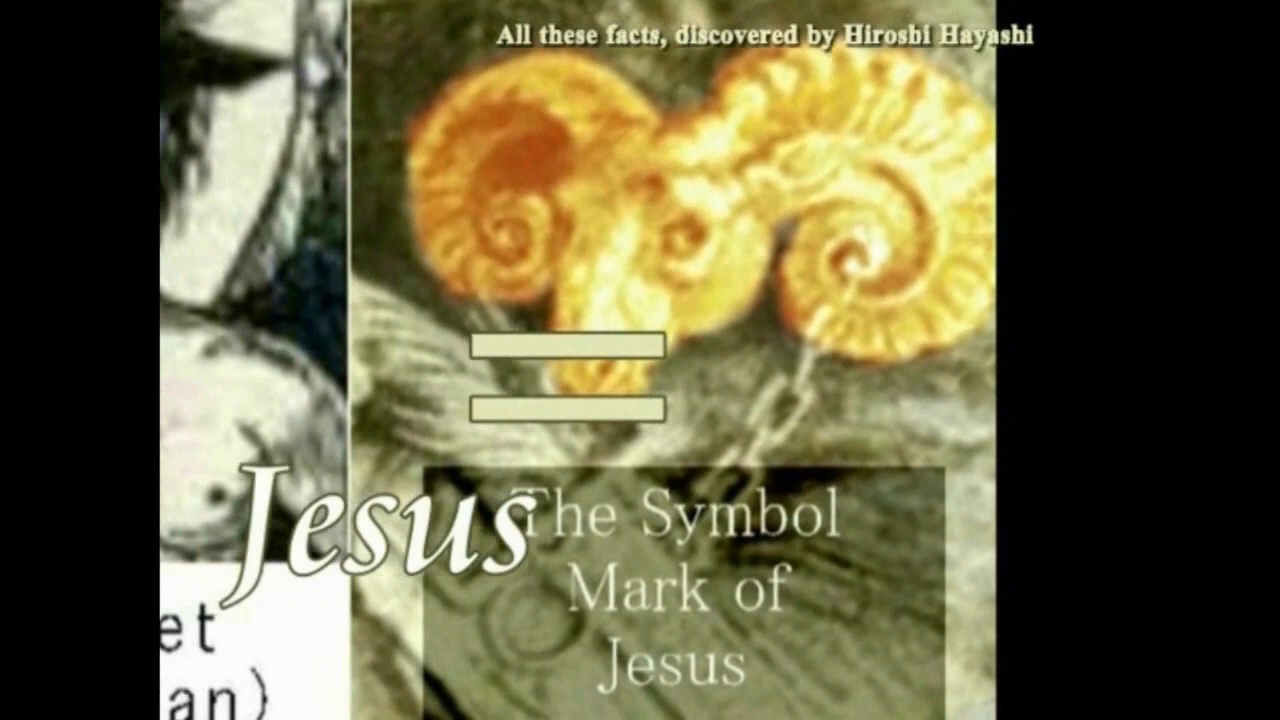 All these facts, discovered by Hiroshi Hayashi
Jesus
The Symbol
Mark of
Jesus
et
an)